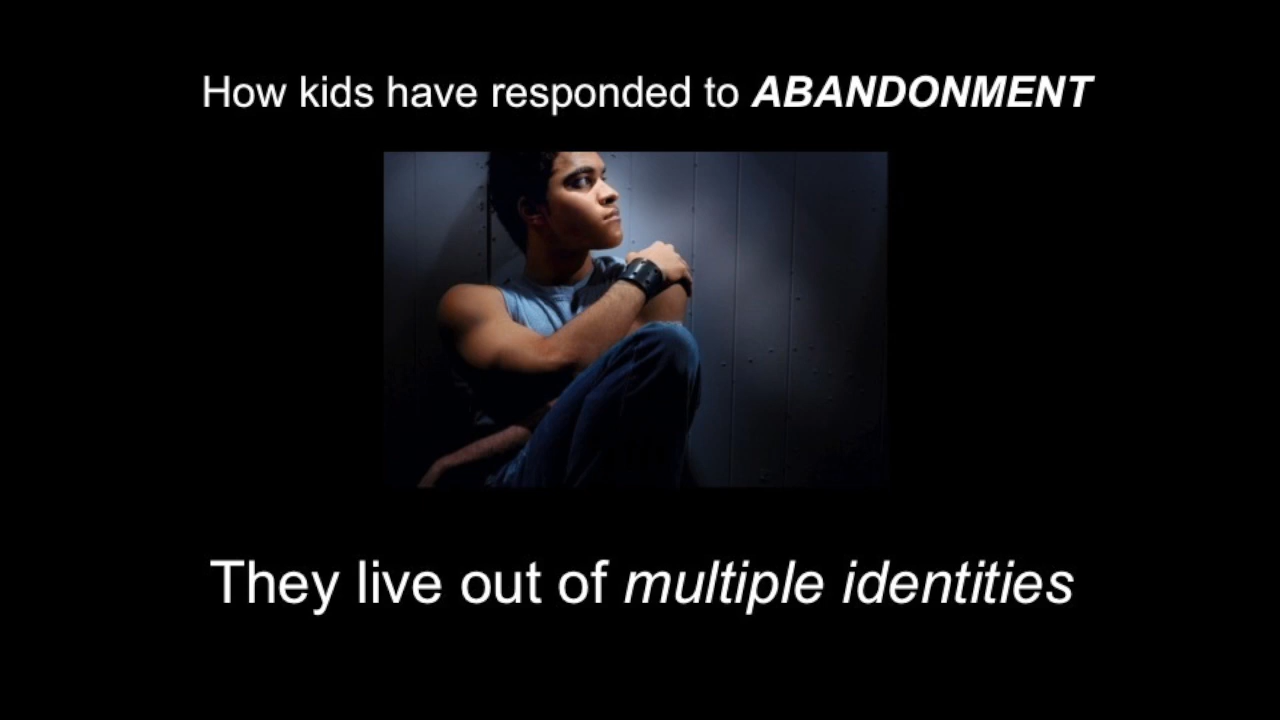 How kids have responded to ABANDONMENT
They live out of multiple identities